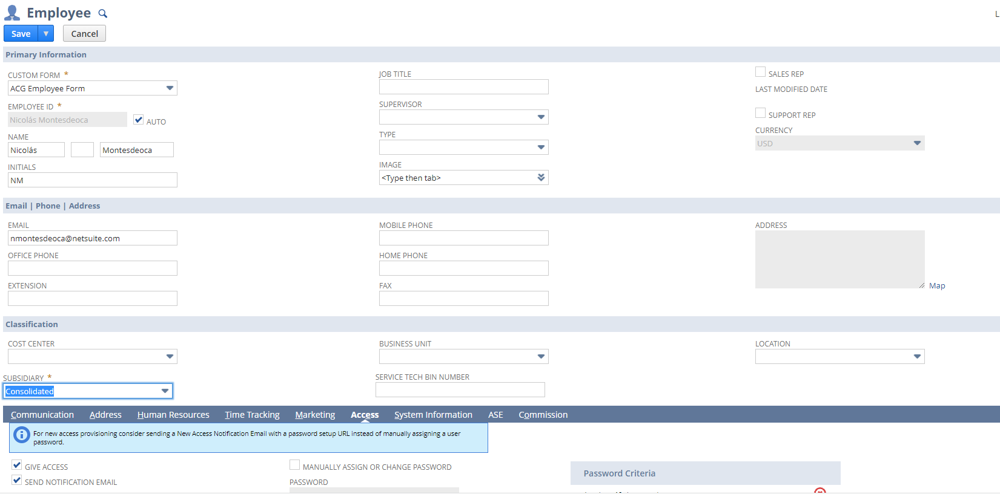 Employee
L
Save
Cancel
Primary Information
CUSTOM FORM *
ACG Employee Form
EMPLOYEE ID *
Nicolás Montesdeoca
AUTO
NAME
Nicolás Montesdeoca
INITIALS
NM
JOB TITLE
SUPERVISOR
TYPE
IMAGE
<Type then tab>
SALES REP
LAST MODIFIED DATE
SUPPORT REP
CURRENCY
USD
Email | Phone | Address
EMAIL
nmontesdeoca@netsuite.com
OFFICE PHONE
EXTENSION
MOBILE PHONE
HOME PHONE
FAX
ADDRESS
Map
Classification
COST CENTER
SUBSIDIARY *
Consolidated
BUSINESS UNIT
SERVICE TECH BIN NUMBER
LOCATION
Communication Address Human Resources Time Tracking Marketing Access System Information ASE Commission
For new access provisioning consider sending a New Access Notification Email with a password setup URL instead of manually assigning a user
password.
GIVE ACCESS
SEND NOTIFICATION EMAIL
MANUALLY ASSIGN OR CHANGE PASSWORD
PASSWORD
Password Criteria